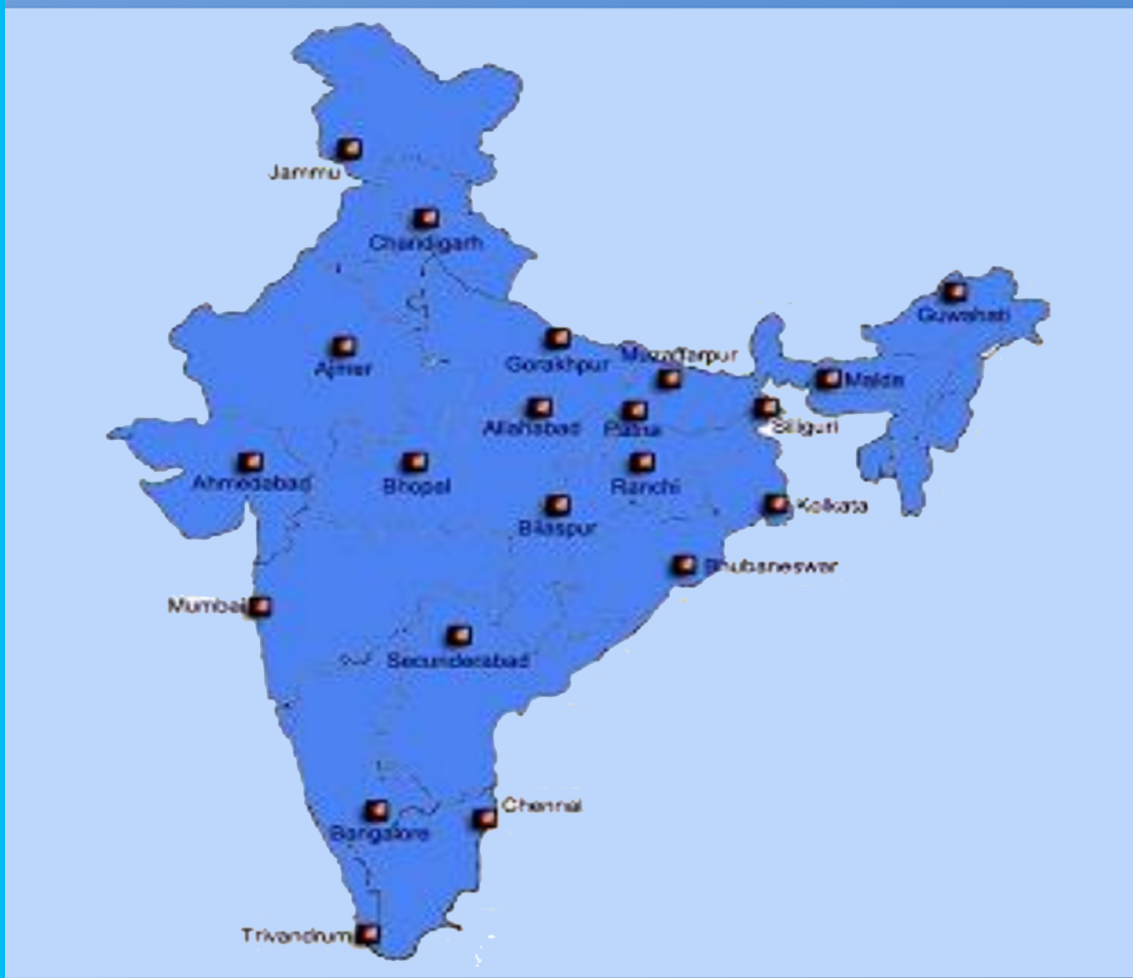 Jammu
Chandigarh
Guwahati
Ajmer
Gorakhpur
Muzaffarpur
Malda
Allahabad
Patna
Siliguri
Ahmedabad
Bhopal
Ranchi
Bilaspur
Kolkata
Bhubaneswar
Mumbai
Secunderabad
Chennai
Bangalore
Trivandrum